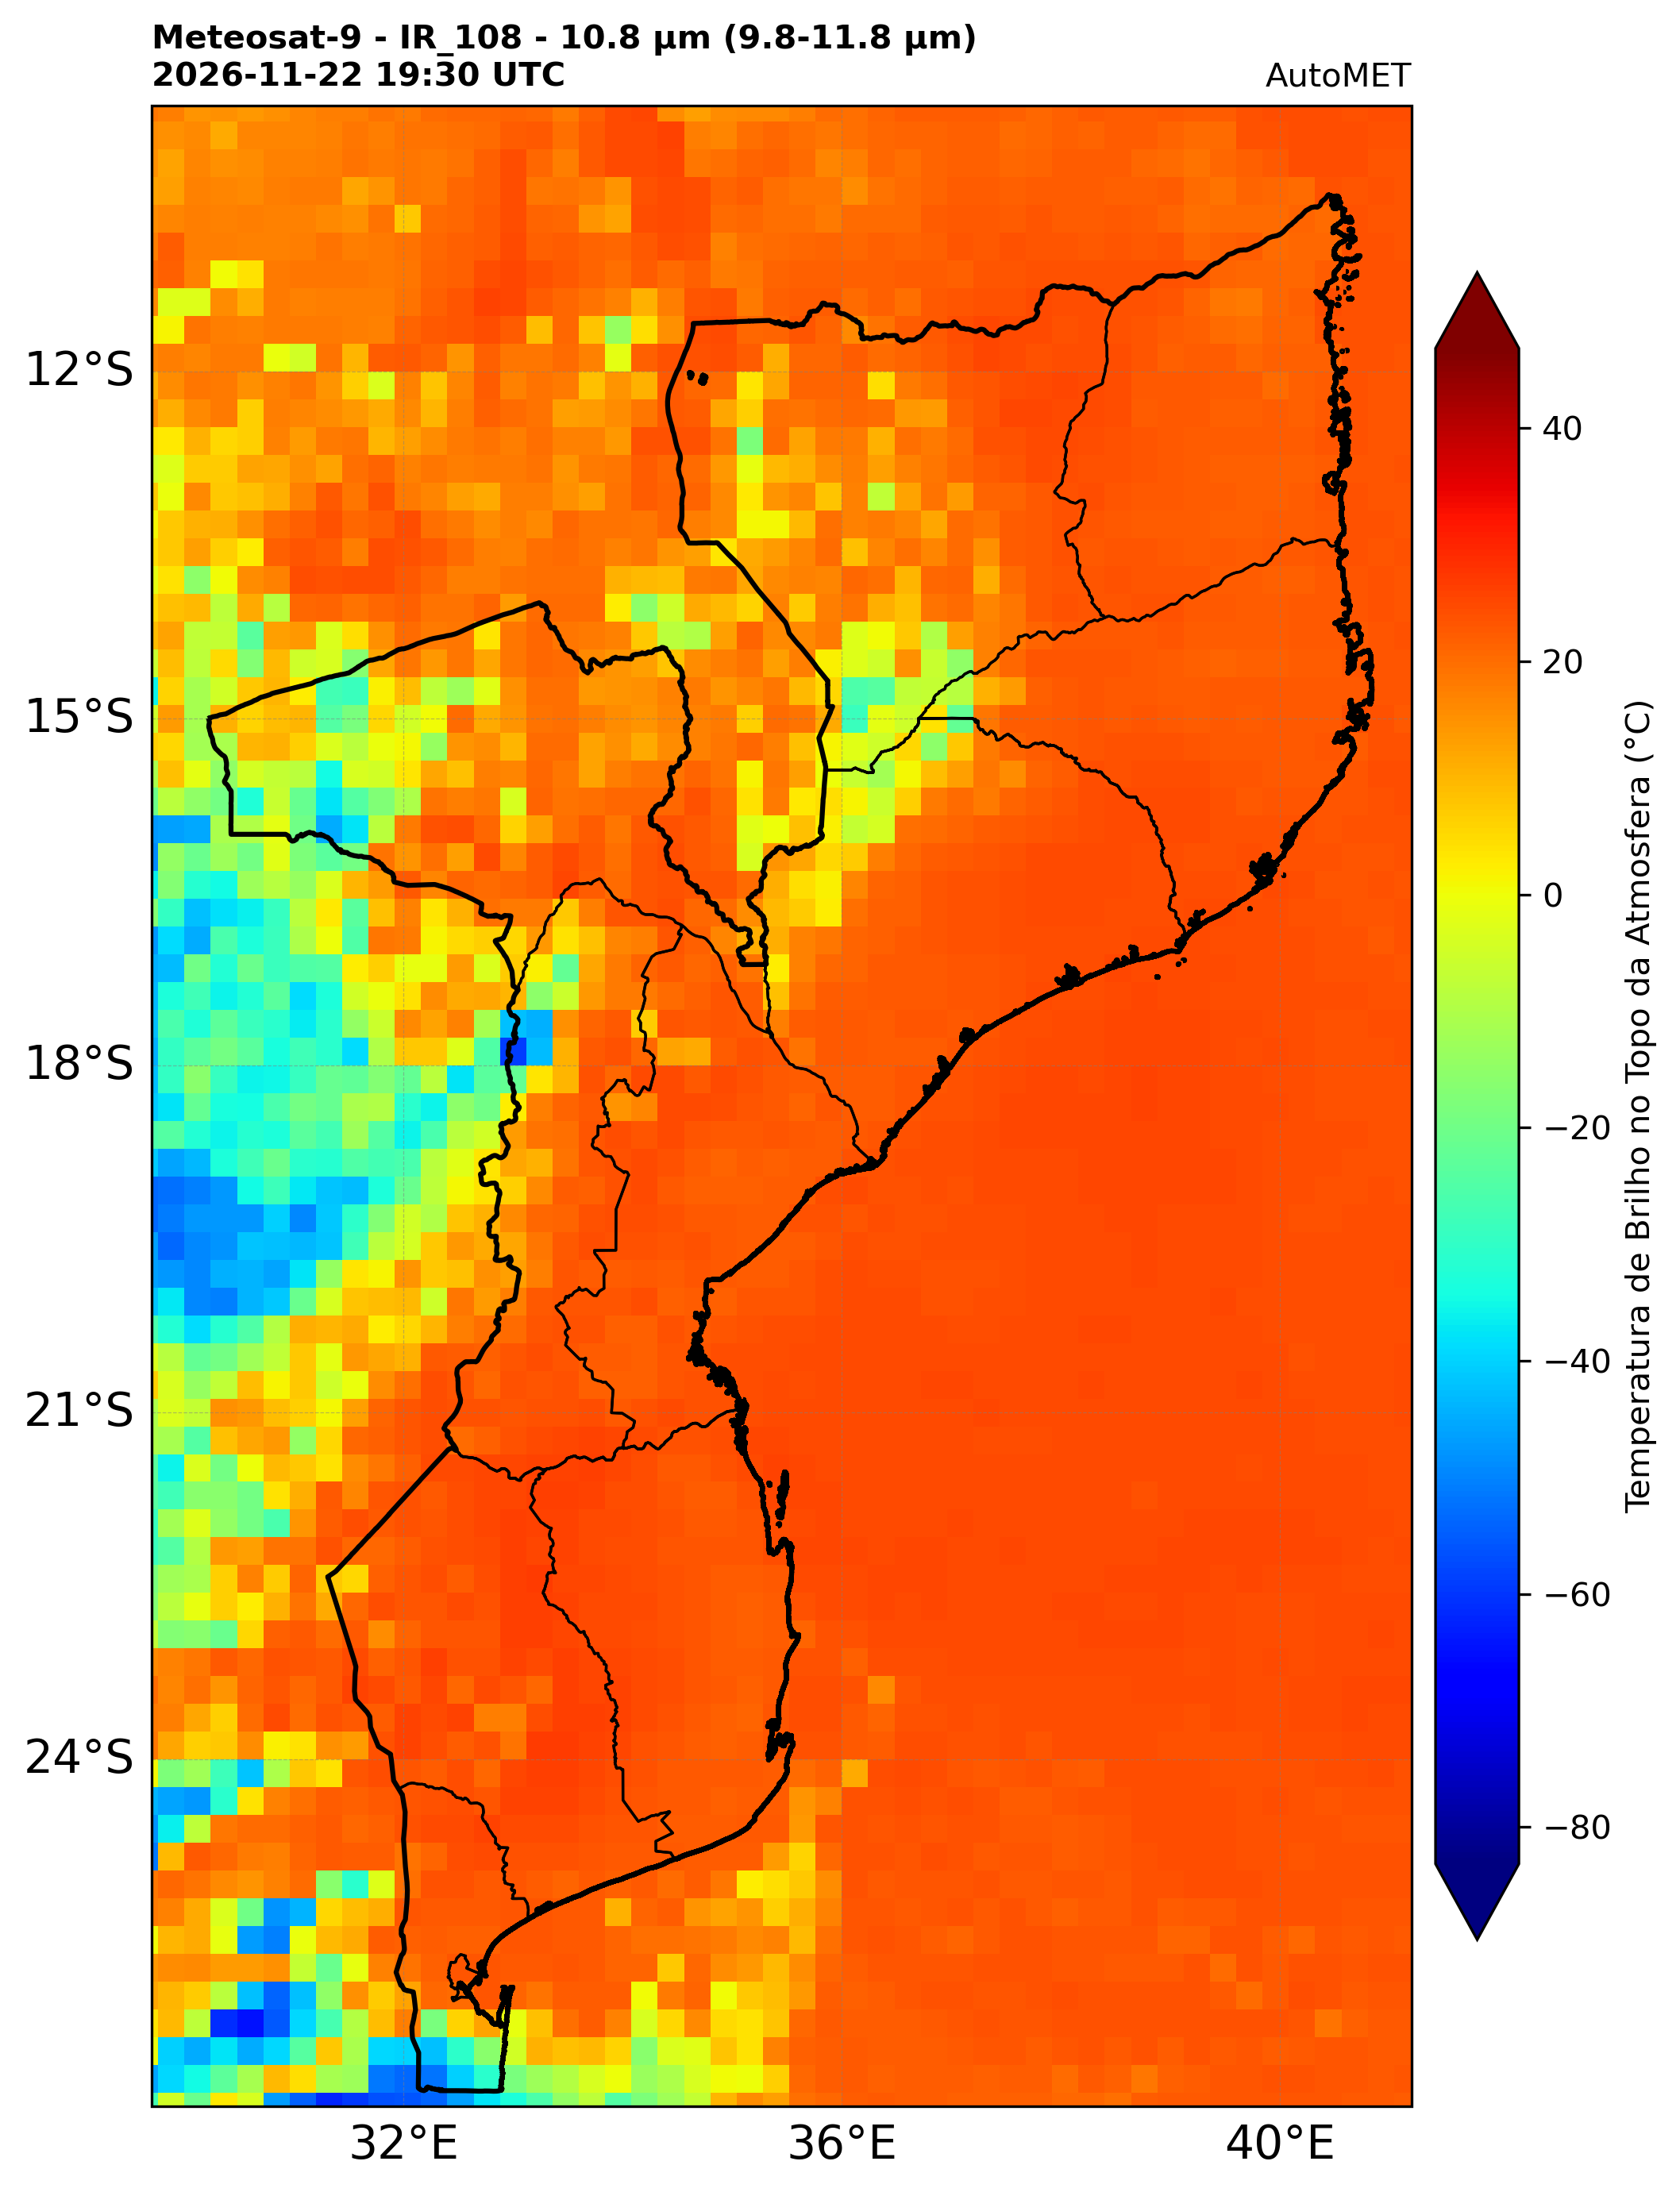 Meteosat-9 - IR_108 - 10.8 µm (9.8-11.8 µm)
2026-11-22 19:30 UTC
AutoMET
12°S
15°S
18°S
21°S
24°S
32°E
36°E
40°E
40
20
0
−20
−40
−60
−80
Temperatura de Brilho no Topo da Atmosfera (°C)